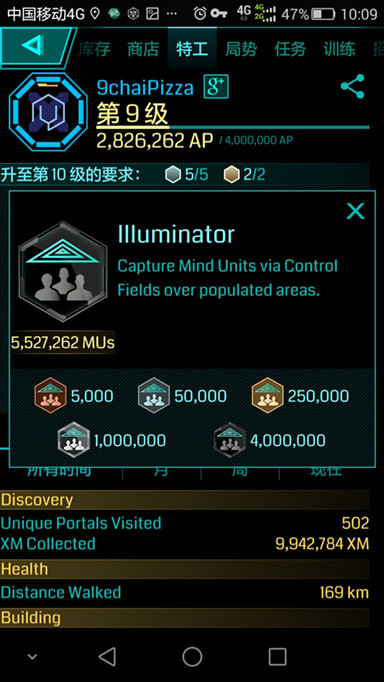 中国移动4G ... 4G 4G 2G 47% 10:09
库存 商店 特工 局势 任务 训练
9chaiPizza g+
第 9 级
2,826,262 AP / 4,000,000 AP
升至第 10 级的要求： 5/5 2/2
Illuminator
Capture Mind Units via Control
Fields over populated areas.
5,527,262 MUs
5,000 50,000 250,000
1,000,000 4,000,000
所有时间 月 周 现在
Discovery
Unique Portals Visited 502
XM Collected 9,942,784 XM
Health
Distance Walked 169 km
Building